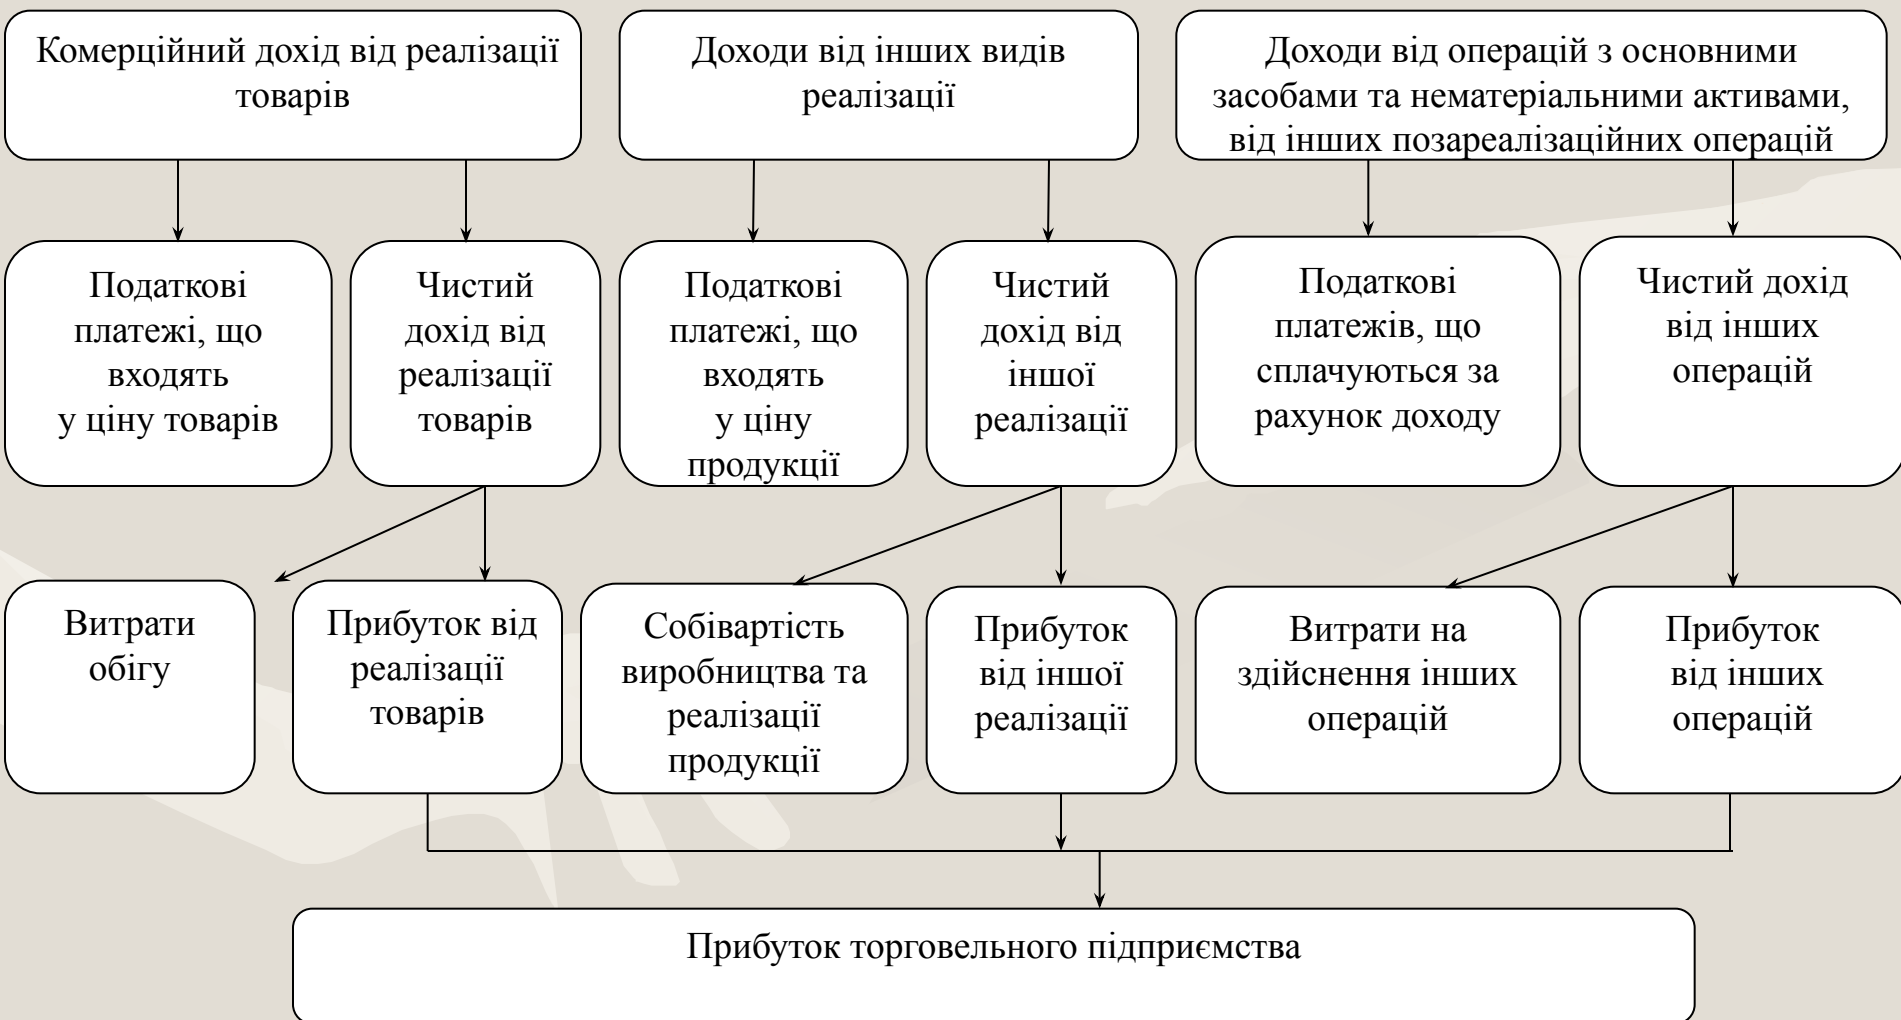 Комерційний дохід від реалізації
товарів
Доходи від інших видів
реалізації
Доходи від операцій з основними
засобами та нематеріальними активами,
від інших позареалізаційних операцій
Податкові
платежі, що
входять
у ціну товарів
Чистий
дохід від
реалізації
товарів
Податкові
платежі, що
входять
у ціну
продукції
Чистий
дохід від
іншої
реалізації
Податкові
платежів, що
сплачуються за
рахунок доходу
Чистий дохід
від інших
операцій
Витрати
обігу
Прибуток від
реалізації
товарів
Собівартість
виробництва та
реалізації
продукції
Прибуток
від іншої
реалізації
Витрати на
здійснення інших
операцій
Прибуток
від інших
операцій
Прибуток торговельного підприємства